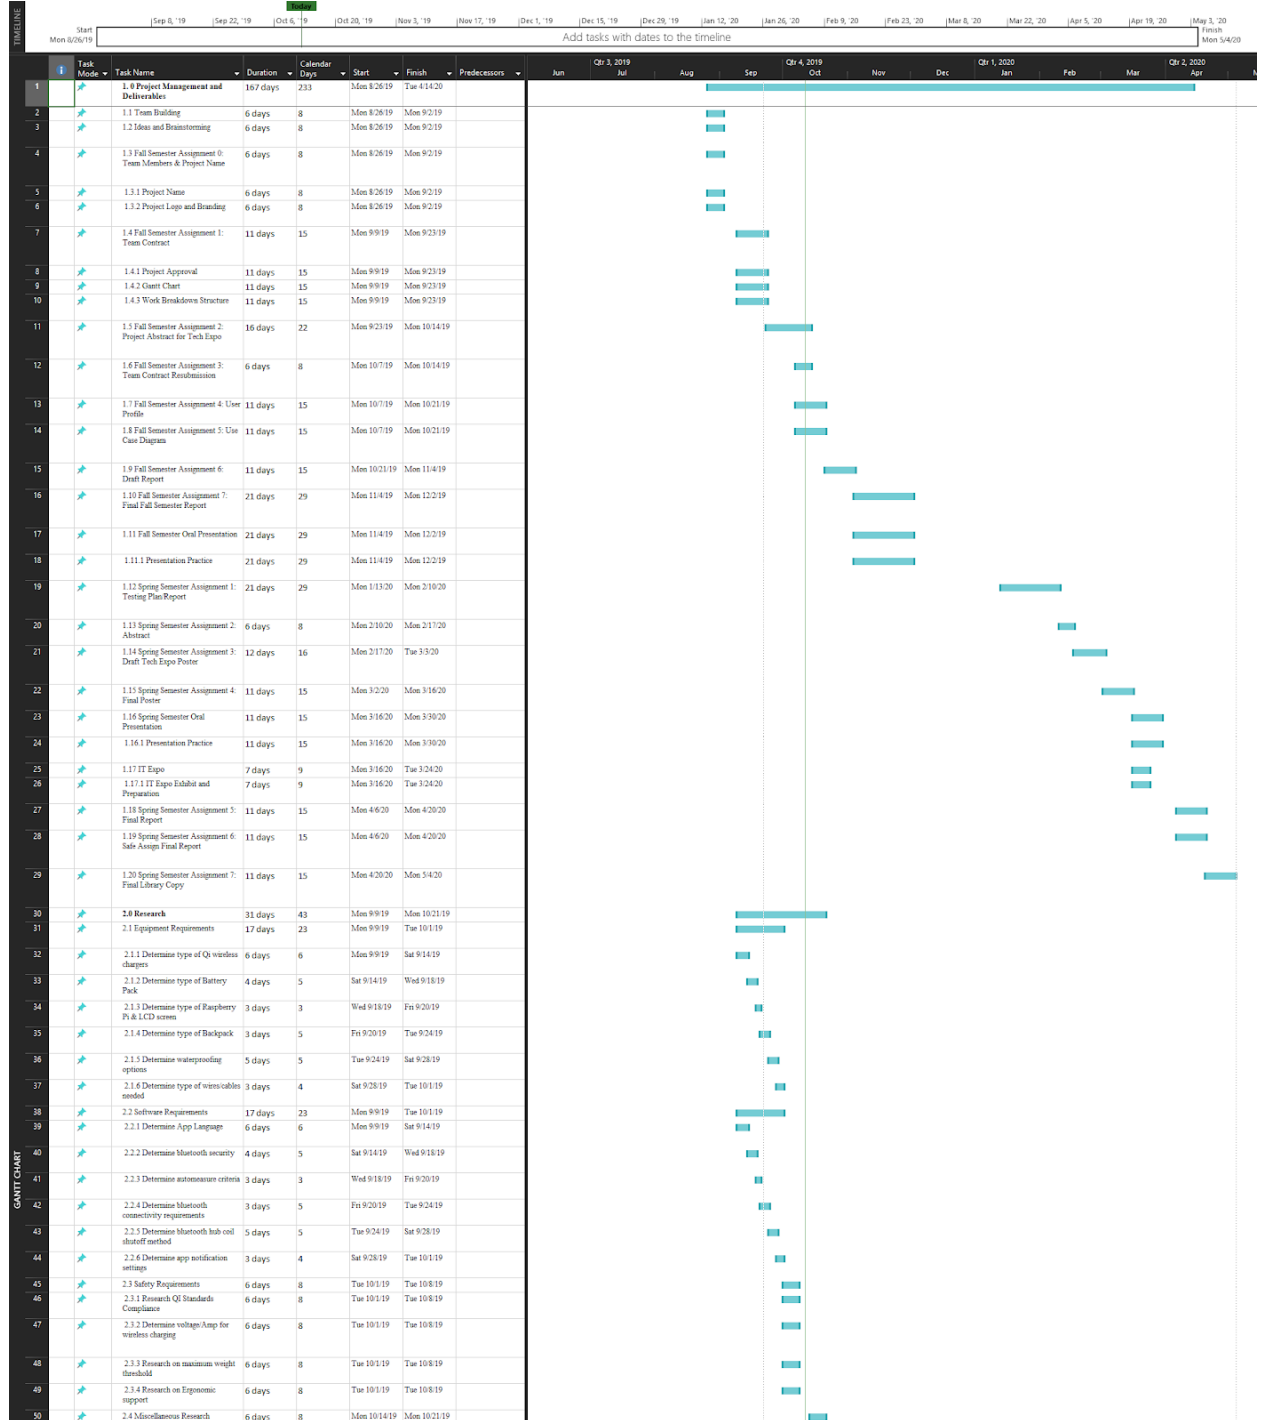 Today
TIMELINE
Start
Mon 8/26/19
Sep 8, '19 Sep 22, '19 Oct 6, '19 Oct 20, '19 Nov 3, '19 Nov 17, '19 Dec 1, '19 Dec 15, '19 Dec 29, '19 Jan 12, '20 Jan 26, '20 Feb 9, '20 Feb 23, '20 Mar 8, '20 Mar 22, '20 Apr 5, '20 Apr 19, '20 May 3, '20
Add tasks with dates to the timeline
Finish
Mon 5/4/20
GANTT CHART
Task Mode Task Name Duration Calendar Days Start Finish Predecessors
Qtr 3, 2019 Qtr 4, 2019 Qtr 1, 2020 Qtr 2, 2020
Jun Jul Aug Sep Oct Nov Dec Jan Feb Mar Apr
1 1. 0 Project Management and 167 days 233 Mon 8/26/19 Tue 4/14/20
Deliverables
2 1.1 Team Building 6 days 8 Mon 8/26/19 Mon 9/2/19
3 1.2 Ideas and Brainstorming 6 days 8 Mon 8/26/19 Mon 9/2/19
4 1.3 Fall Semester Assignment 0: 6 days 8 Mon 8/26/19 Mon 9/2/19
Team Members & Project Name
5 1.3.1 Project Name 6 days 8 Mon 8/26/19 Mon 9/2/19
6 1.3.2 Project Logo and Branding 6 days 8 Mon 8/26/19 Mon 9/2/19
7 1.4 Fall Semester Assignment 1: 11 days 15 Mon 9/9/19 Mon 9/23/19
Team Contract
8 1.4.1 Project Approval 11 days 15 Mon 9/9/19 Mon 9/23/19
9 1.4.2 Gantt Chart 11 days 15 Mon 9/9/19 Mon 9/23/19
10 1.4.3 Work Breakdown Structure 11 days 15 Mon 9/9/19 Mon 9/23/19
11 1.5 Fall Semester Assignment 2: 16 days 22 Mon 9/23/19 Mon 10/14/19
Project Abstract for Tech Expo
12 1.6 Fall Semester Assignment 3: 6 days 8 Mon 10/7/19 Mon 10/14/19
Team Contract Resubmission
13 1.7 Fall Semester Assignment 4: User 11 days 15 Mon 10/7/19 Mon 10/21/19
Profile
14 1.8 Fall Semester Assignment 5: Use 11 days 15 Mon 10/7/19 Mon 10/21/19
Case Diagram
15 1.9 Fall Semester Assignment 6: 11 days 15 Mon 10/21/19 Mon 11/4/19
Draft Report
16 1.10 Fall Semester Assignment 7: 21 days 29 Mon 11/4/19 Mon 12/2/19
Final Fall Semester Report
17 1.11 Fall Semester Oral Presentation 21 days 29 Mon 11/4/19 Mon 12/2/19
18 1.11.1 Presentation Practice 21 days 29 Mon 11/4/19 Mon 12/2/19
19 1.12 Spring Semester Assignment 1: 21 days 29 Mon 1/13/20 Mon 2/10/20
Testing Plan/Report
20 1.13 Spring Semester Assignment 2: 6 days 8 Mon 2/10/20 Mon 2/17/20
Abstract
21 1.14 Spring Semester Assignment 3: 12 days 16 Mon 2/17/20 Tue 3/3/20
Draft Tech Expo Poster
22 1.15 Spring Semester Assignment 4: 11 days 15 Mon 3/2/20 Mon 3/16/20
Final Poster
23 1.16 Spring Semester Oral 11 days 15 Mon 3/16/20 Mon 3/30/20
Presentation
24 1.16.1 Presentation Practice 11 days 15 Mon 3/16/20 Mon 3/30/20
25 1.17 IT Expo 7 days 9 Mon 3/16/20 Tue 3/24/20
26 1.17.1 IT Expo Exhibit and 7 days 9 Mon 3/16/20 Tue 3/24/20
Preparation
27 1.18 Spring Semester Assignment 5: 11 days 15 Mon 4/6/20 Mon 4/20/20
Final Report
28 1.19 Spring Semester Assignment 6: 11 days 15 Mon 4/6/20 Mon 4/20/20
Safe Assign Final Report
29 1.20 Spring Semester Assignment 7: 11 days 15 Mon 4/20/20 Mon 5/4/20
Final Library Copy
30 2.0 Research 31 days 43 Mon 9/9/19 Mon 10/21/19
31 2.1 Equipment Requirements 17 days 23 Mon 9/9/19 Tue 10/1/19
32 2.1.1 Determine type of Qi wireless 6 days 6 Mon 9/9/19 Sat 9/14/19
chargers
33 2.1.2 Determine type of Battery 4 days 5 Sat 9/14/19 Wed 9/18/19
Pack
34 2.1.3 Determine type of Raspberry 3 days 3 Wed 9/18/19 Fri 9/20/19
Pi & LCD screen
35 2.1.4 Determine type of Backpack 3 days 5 Fri 9/20/19 Tue 9/24/19
36 2.1.5 Determine waterproofing 5 days 5 Tue 9/24/19 Sat 9/28/19
options
37 2.1.6 Determine type of wires/cables 3 days 4 Sat 9/28/19 Tue 10/1/19
needed
38 2.2 Software Requirements 17 days 23 Mon 9/9/19 Tue 10/1/19
39 2.2.1 Determine App Language 6 days 6 Mon 9/9/19 Sat 9/14/19
40 2.2.2 Determine bluetooth security 4 days 5 Sat 9/14/19 Wed 9/18/19
41 2.2.3 Determine automeasure criteria 3 days 3 Wed 9/18/19 Fri 9/20/19
42 2.2.4 Determine bluetooth 3 days 5 Fri 9/20/19 Tue 9/24/19
connectivity requirements
43 2.2.5 Determine bluetooth hub coil 5 days 5 Tue 9/24/19 Sat 9/28/19
shutoff method
44 2.2.6 Determine app notification 3 days 4 Sat 9/28/19 Tue 10/1/19
settings
45 2.3 Safety Requirements 6 days 8 Tue 10/1/19 Tue 10/8/19
46 2.3.1 Research QI Standards 6 days 8 Tue 10/1/19 Tue 10/8/19
Compliance
47 2.3.2 Determine voltage/Amp for 6 days 8 Tue 10/1/19 Tue 10/8/19
wireless charging
48 2.3.3 Research on maximum weight 6 days 8 Tue 10/1/19 Tue 10/8/19
threshold
49 2.3.4 Research on Ergonomic 6 days 8 Tue 10/1/19 Tue 10/8/19
support
50 2.4 Miscellaneous Research 6 days 8 Mon 10/14/19 Mon 10/21/19